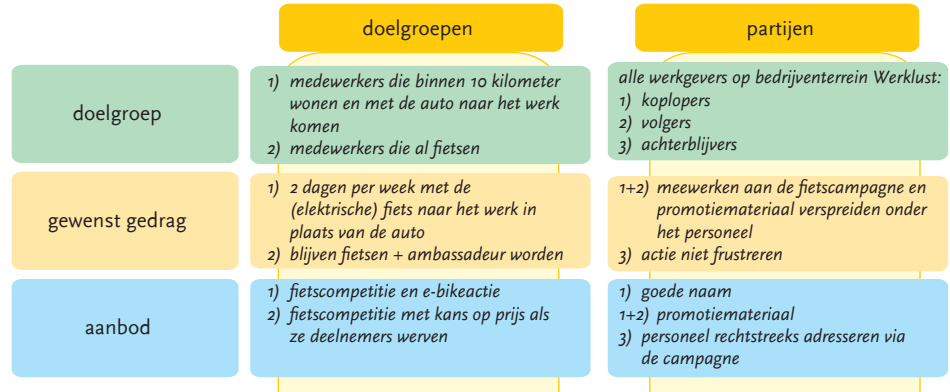 doelgroepen
partijen
doelgroep
1) medewerkers die binnen 10 kilometer
wonen en met de auto naar het werk
komen
2) medewerkers die al fietsen
alle werkgevers op bedrijventerrein Werklust:
1) koplopers
2) volgers
3) achterblijvers
gewenst gedrag
1) 2 dagen per week met de
(elektrische) fiets naar het werk in
plaats van de auto
2) blijven fietsen + ambassadeur worden
1+2) meewerken aan de fietscampagne en
promotiemateriaal verspreiden onder
het personeel
3) actie niet frustreren
aanbod
1) fietscompetitie en e-bikeactie
2) fietscompetitie met kans op prijs als
ze deelnemers werven
1) goede naam
1+2) promotiemateriaal
3) personeel rechtstreeks adresseren via
de campagne